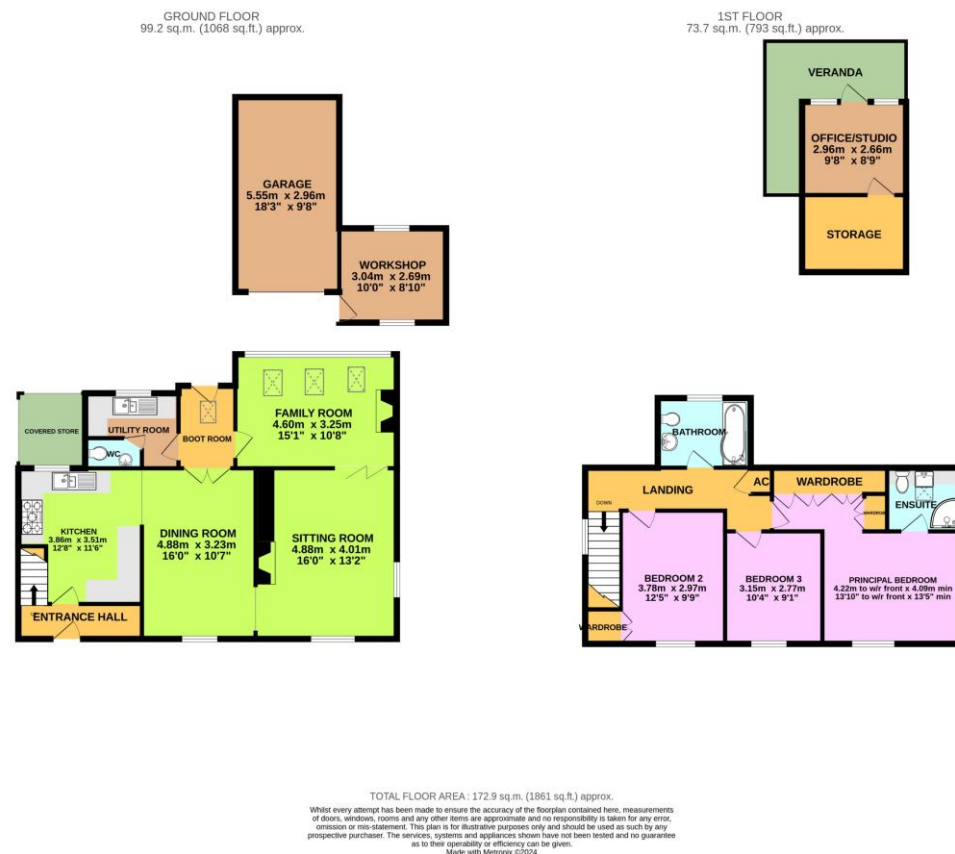 GROUND FLOOR
99.2 sq.m. (1068 sq.ft.) approx.
1ST FLOOR
73.7 sq.m. (793 sq.ft.) approx.
GARAGE
5.55m x 2.96m
18'3" x 9'8"
WORKSHOP
3.04m x 2.69m
10'0" x 8'10"
VERANDA
OFFICE/STUDIO
2.96m x 2.66m
9'8" x 8'9"
STORAGE
COVERED STORE
UTILITY ROOM
WC
BOOT ROOM
FAMILY ROOM
4.60m x 3.25m
15'1" x 10'8"
KITCHEN
3.86m x 3.51m
12'8" x 11'6"
DINING ROOM
4.88m x 3.23m
16'0" x 10'7"
SITTING ROOM
4.88m x 4.01m
16'0" x 13'2"
ENTRANCE HALL
BATHROOM
LANDING
AC
WARDROBE
WARDROBE
ENSUITE
DOWN
BEDROOM 2
3.78m x 2.97m
12'5" x 9'9"
BEDROOM 3
3.15m x 2.77m
10'4" x 9'1"
PRINCIPAL BEDROOM
4.22m to w/r front x 4.09m min
13'10" to w/r front x 13'5" min
WARDROBE
TOTAL FLOOR AREA : 172.9 sq.m. (1861 sq.ft.) approx.
Whilst every attempt has been made to ensure the accuracy of the floorplan contained here, measurements
of doors, windows, rooms and any other items are approximate and no responsibility is taken for any error,
omission or mis-statement. This plan is for illustrative purposes only and should be used as such by any
prospective purchaser. The services, systems and appliances shown have not been tested and no guarantee
as to their operability or efficiency can be given.
Made with Metropix ©2024